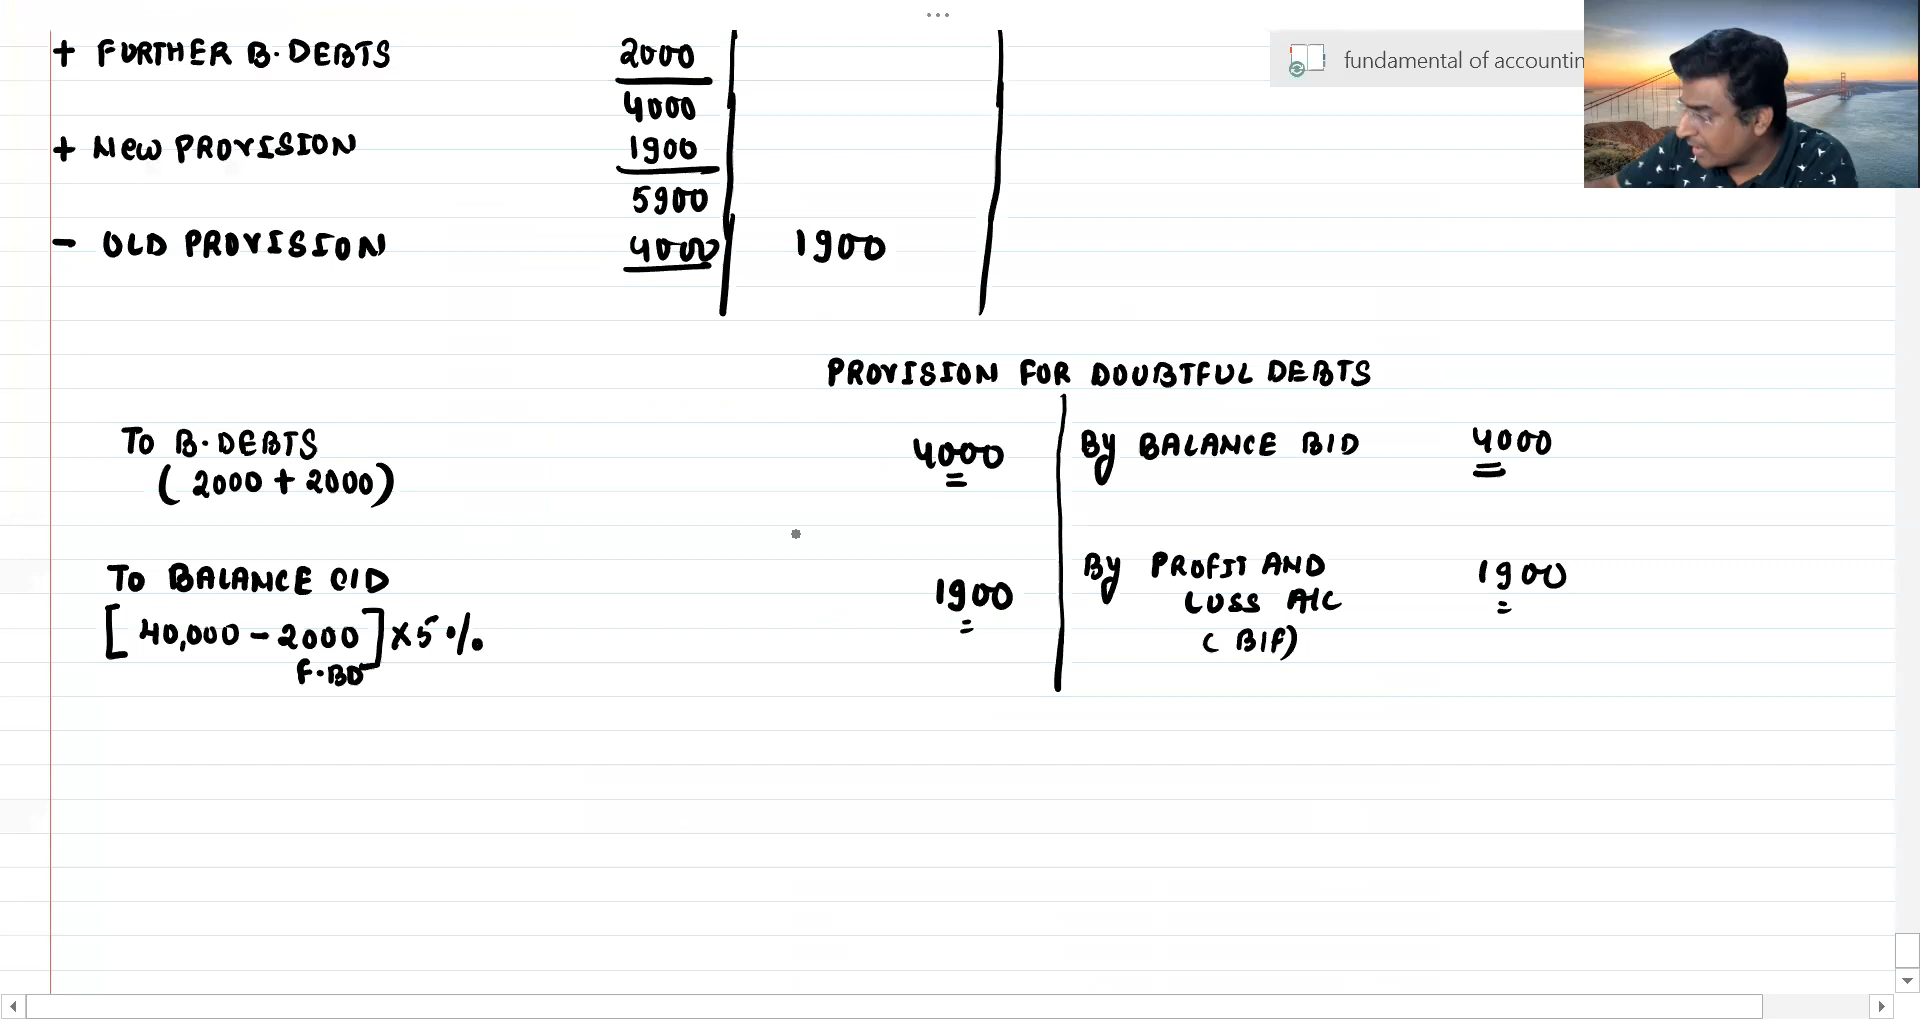 ...
+ FURTHER B. DEBTS 2000
fundamental of accountin
4000
+ NEW PROVISION 1900
5900
- OLD PROVISION 4000 1900
PROVISION FOR DOUBTFUL DEBTS
To B. DEBTS 4000 By BALANCE B/D 4000
(2000 + 2000)
To BALANCE C/D 1900 By PROFIT AND 1900
LOSS A/C
[40,000 - 2000] x 5% ( B/F)
F.BD